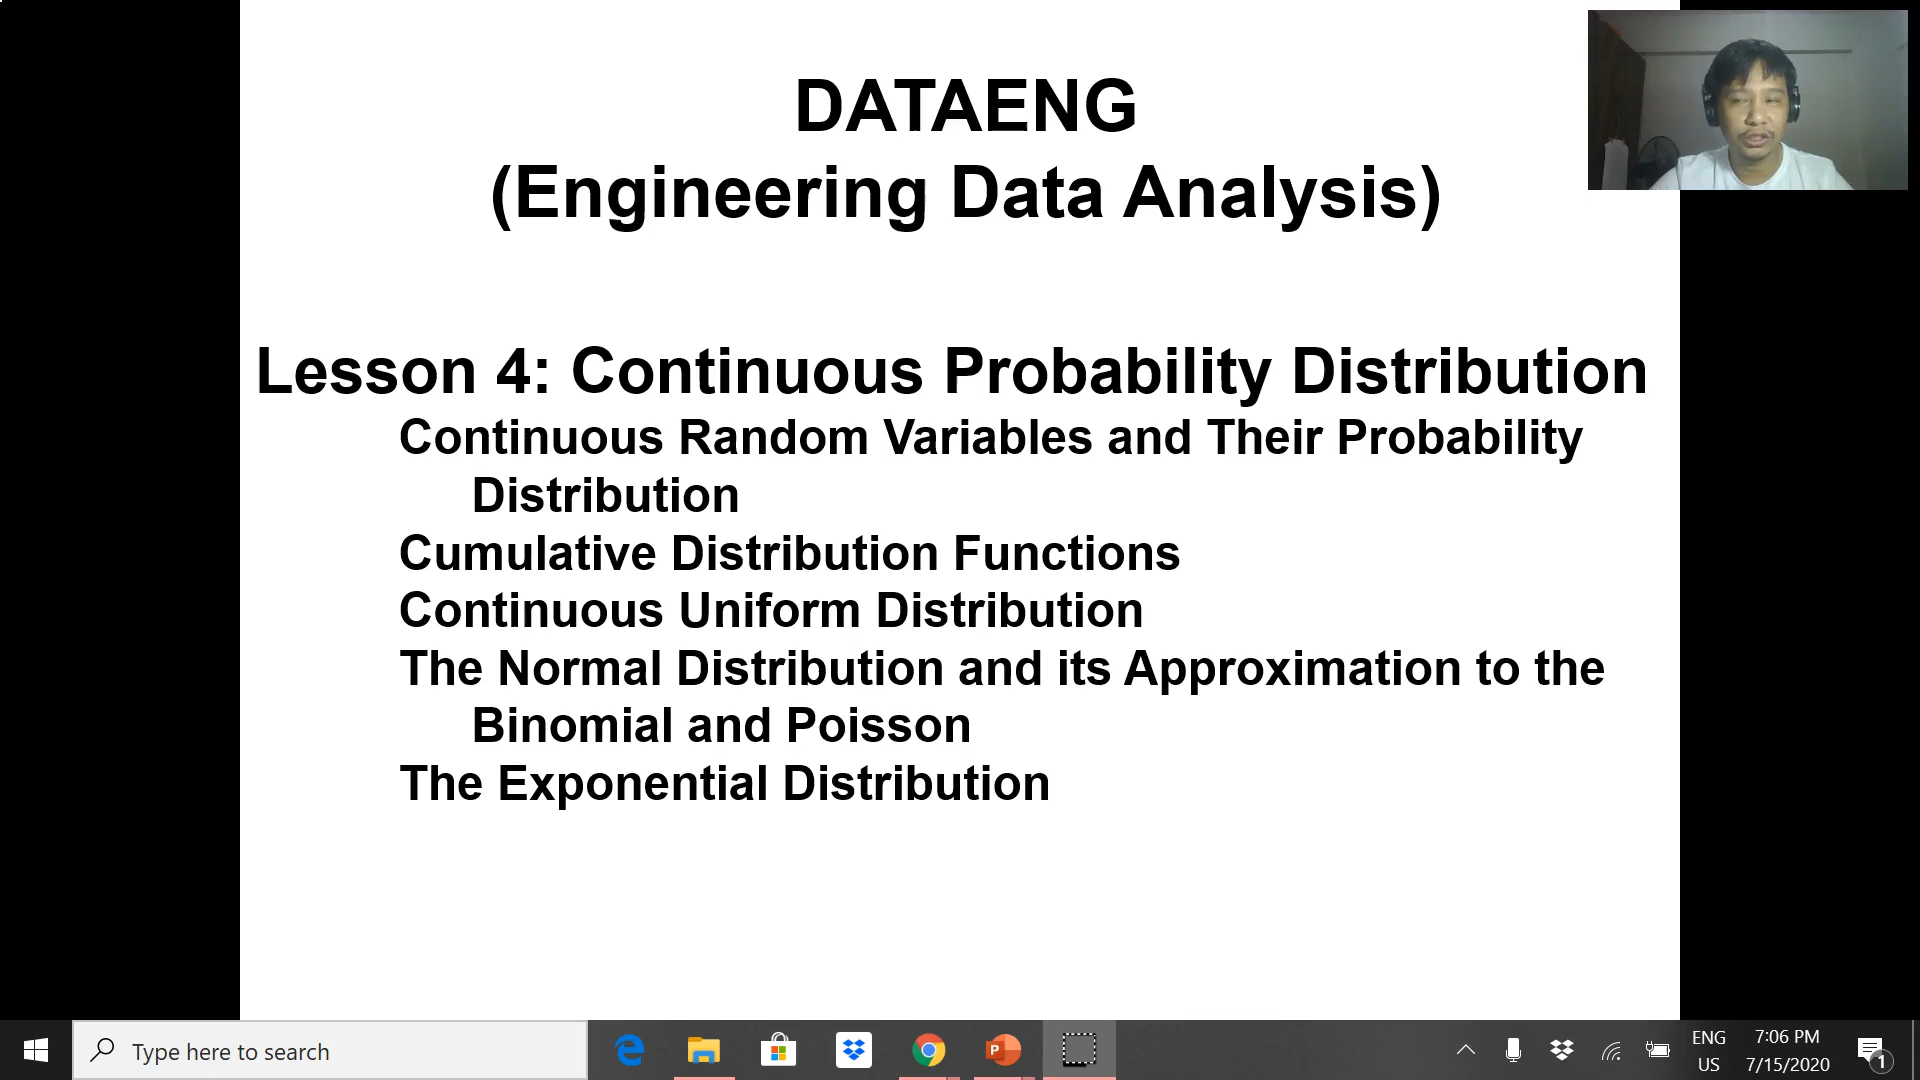 DATAENG
(Engineering Data Analysis)
Lesson 4: Continuous Probability Distribution
Continuous Random Variables and Their Probability
Distribution
Cumulative Distribution Functions
Continuous Uniform Distribution
The Normal Distribution and its Approximation to the
Binomial and Poisson
The Exponential Distribution
Type here to search
P
ENG
US
7:06 PM
7/15/2020
1